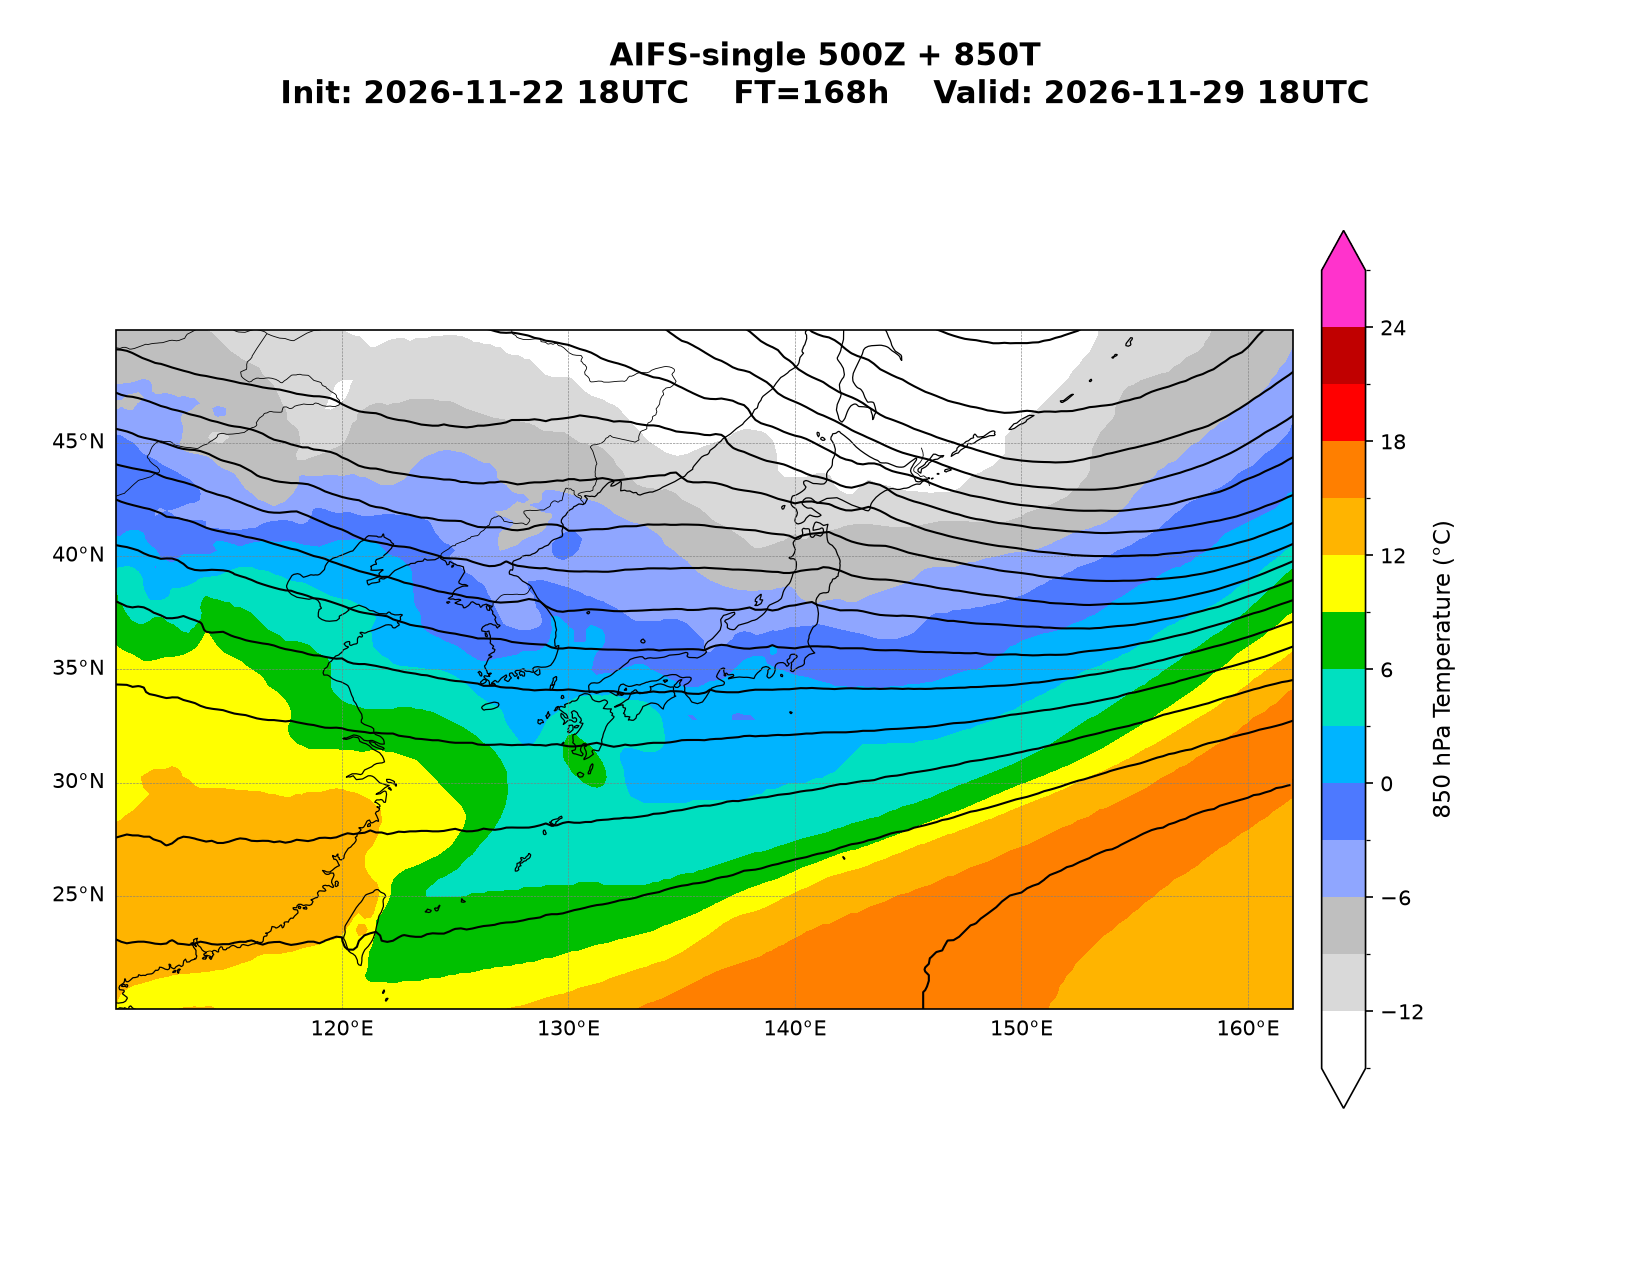 AIFS-single 500Z + 850T
Init: 2026-11-22 18UTC    FT=168h    Valid: 2026-11-29 18UTC
45°N
40°N
35°N
30°N
25°N
120°E
130°E
140°E
150°E
160°E
24
18
12
6
0
−6
−12
850 hPa Temperature (°C)